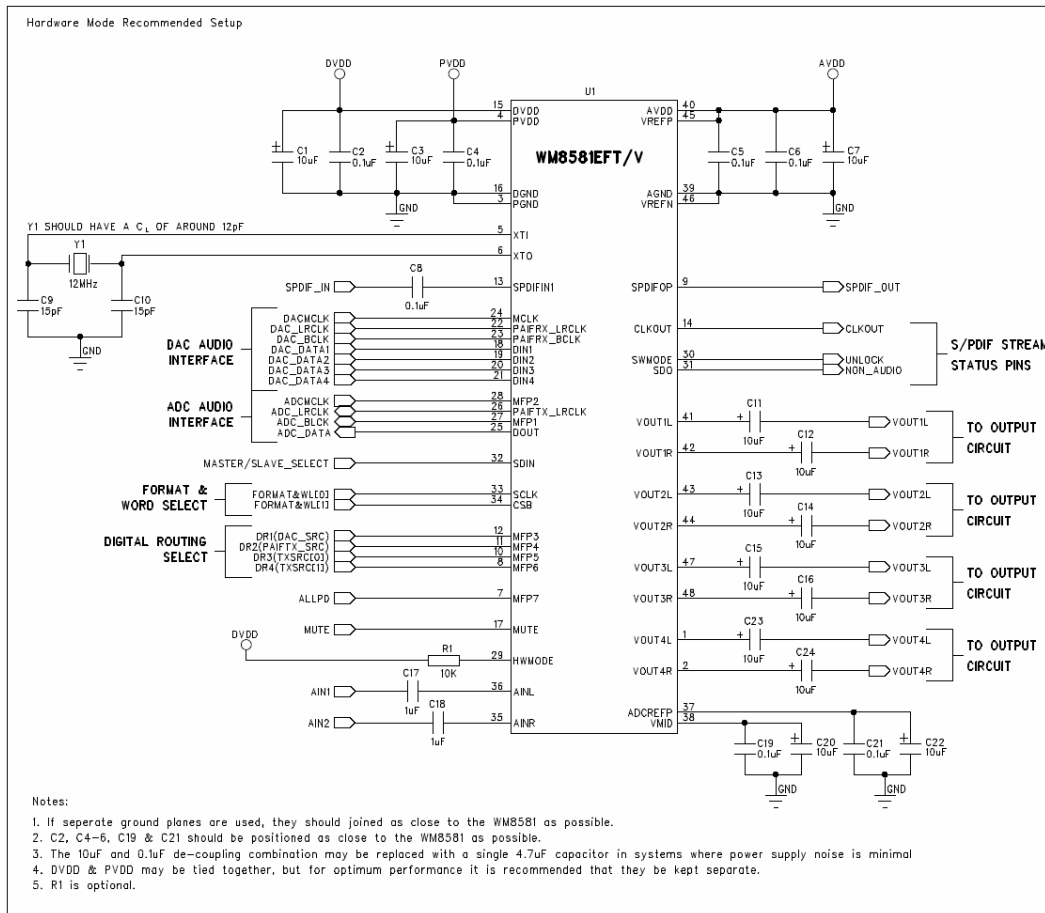 Hardware Mode Recommended Setup
DVDD
PVDD
AVDD
U1
WM8581EFT/V
15
DVDD
4
PVDD
C1
10uF
C2
0.1uF
C3
10uF
C4
0.1uF
16
DGND
3
PGND
GND
AVDD
40
VREFP
45
C5
0.1uF
C6
0.1uF
C7
10uF
AGND
39
VREFN
46
GND
Y1 SHOULD HAVE A CL OF AROUND 12pF
5
XTI
Y1
12MHz
6
XTO
C9
15pF
C10
15pF
GND
SPDIF_IN
C8
0.1uF
13
SPDIFIN1
DAC AUDIO
INTERFACE
DACMCLK 24 MCLK
DAC_LRCLK 22 PAIFRX_LRCLK
DAC_BCLK 23 PAIFRX_BCLK
DAC_DATA1 18 DIN1
DAC_DATA2 19 DIN2
DAC_DATA3 20 DIN3
DAC_DATA4 21 DIN4
ADC AUDIO
INTERFACE
ADCMCLK 28 MFP2
ADC_LRCLK 26 PAIFTX_LRCLK
ADC_BLCK 27 MFP1
ADC_DATA 25 DOUT
MASTER/SLAVE_SELECT 32 SDIN
FORMAT &
WORD SELECT
FORMAT&WL[0] 33 SCLK
FORMAT&WL[1] 34 CSB
DIGITAL ROUTING
SELECT
DR1(DAC_SRC) 12 MFP3
DR2(PAIFTX_SRC) 11 MFP4
DR3(TXSRC[0]) 10 MFP5
DR4(TXSRC[1]) 8 MFP6
ALLPD 7 MFP7
MUTE 17 MUTE
DVDD
R1
10K
29 HWMODE
AIN1
C17
1uF
36 AINL
AIN2
C18
1uF
35 AINR
SPDIFOP 9 SPDIF_OUT
CLKOUT 14 CLKOUT
SWMODE 30 UNLOCK
SDO 31 NON_AUDIO
S/PDIF STREAM
STATUS PINS
VOUT1L 41 C11 10uF VOUT1L
VOUT1R 42 C12 10uF VOUT1R
TO OUTPUT
CIRCUIT
VOUT2L 43 C13 10uF VOUT2L
VOUT2R 44 C14 10uF VOUT2R
TO OUTPUT
CIRCUIT
VOUT3L 47 C15 10uF VOUT3L
VOUT3R 48 C16 10uF VOUT3R
TO OUTPUT
CIRCUIT
VOUT4L 1 C23 10uF VOUT4L
VOUT4R 2 C24 10uF VOUT4R
TO OUTPUT
CIRCUIT
ADCREFP 37
VMID 38
C19
0.1uF
C20
10uF
C21
0.1uF
C22
10uF
GND
GND
Notes:
1. If seperate ground planes are used, they should joined as close to the WM8581 as possible.
2. C2, C4-6, C19 & C21 should be positioned as close to the WM8581 as possible.
3. The 10uF and 0.1uF de-coupling combination may be replaced with a single 4.7uF capacitor in systems where power supply noise is minimal
4. DVDD & PVDD may be tied together, but for optimum performance it is recommended that they be kept separate.
5. R1 is optional.